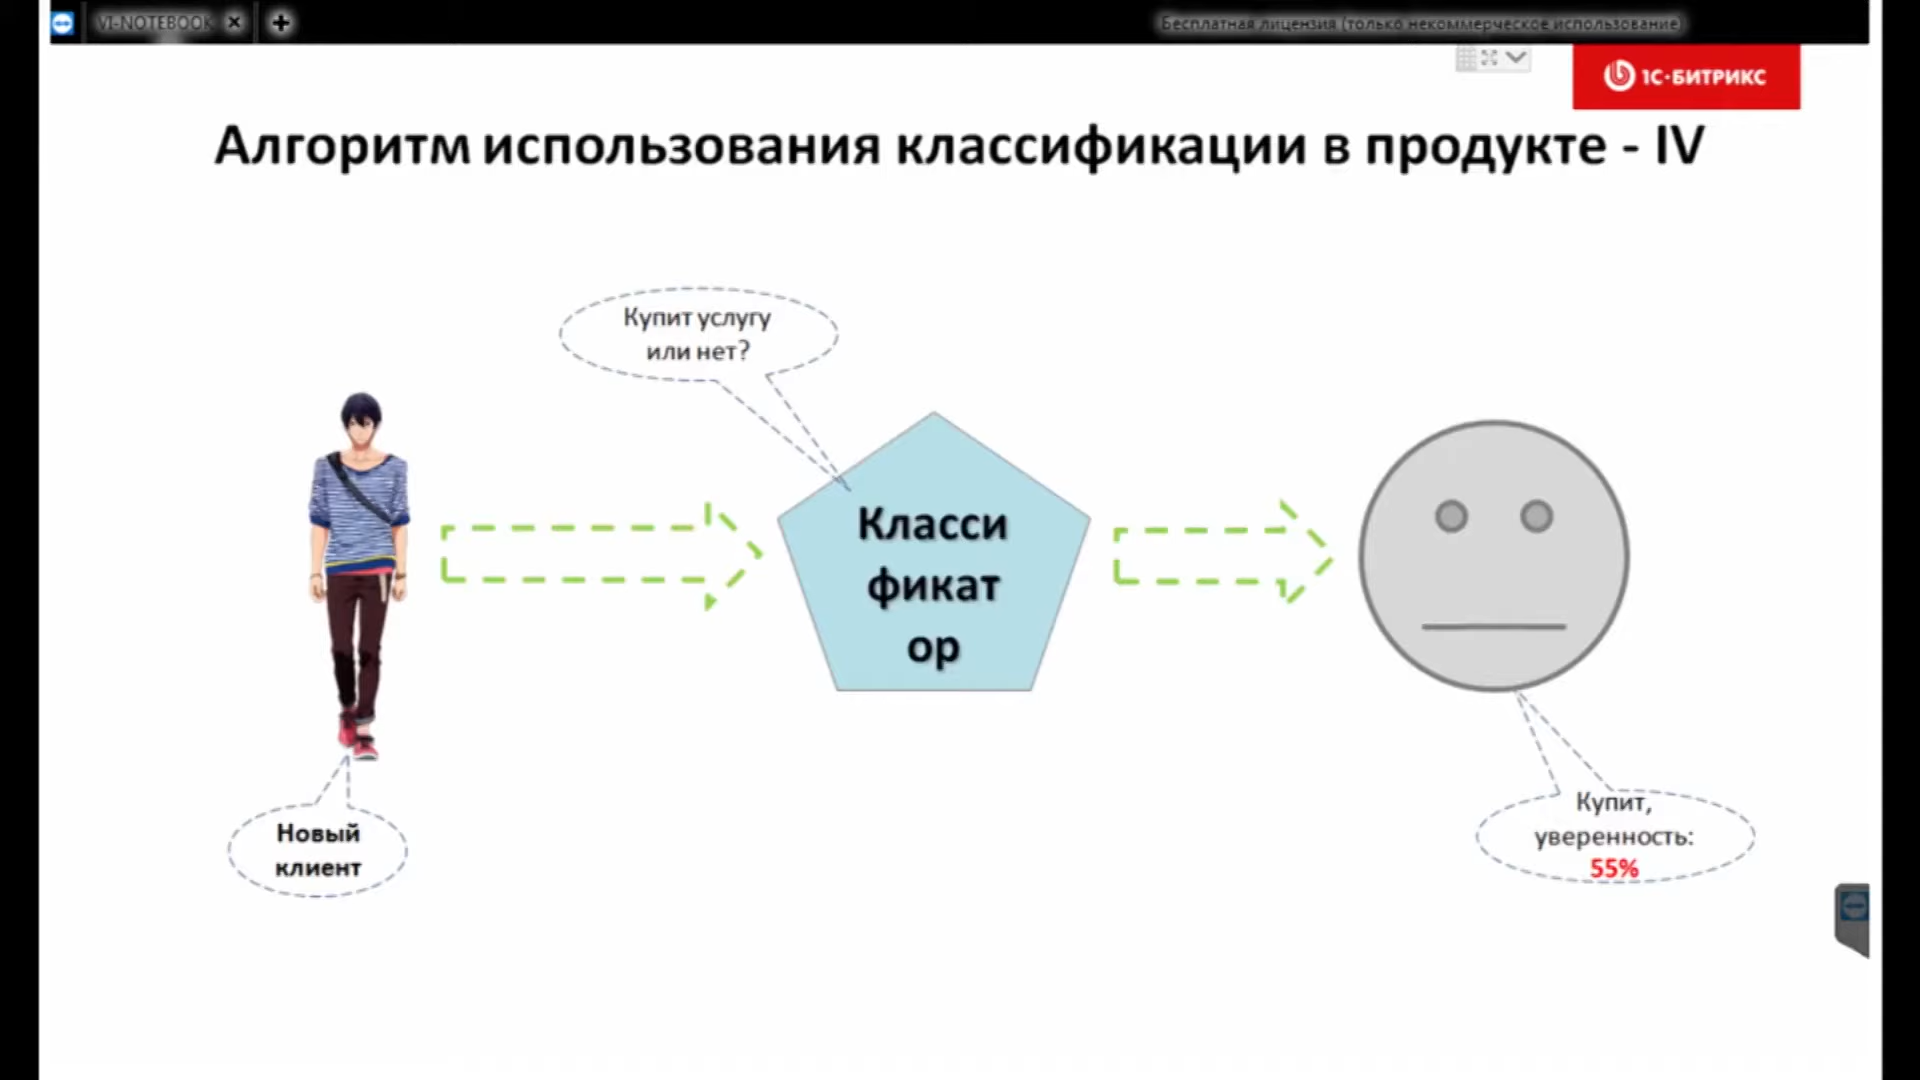 VI-NOTEBOOK
Бесплатная лицензия (только некоммерческое использование)
1С·БИТРИКС
Алгоритм использования классификации в продукте - IV
Купит услугу
или нет?
Класси
фикат
ор
Новый
клиент
Купит,
уверенность:
55%